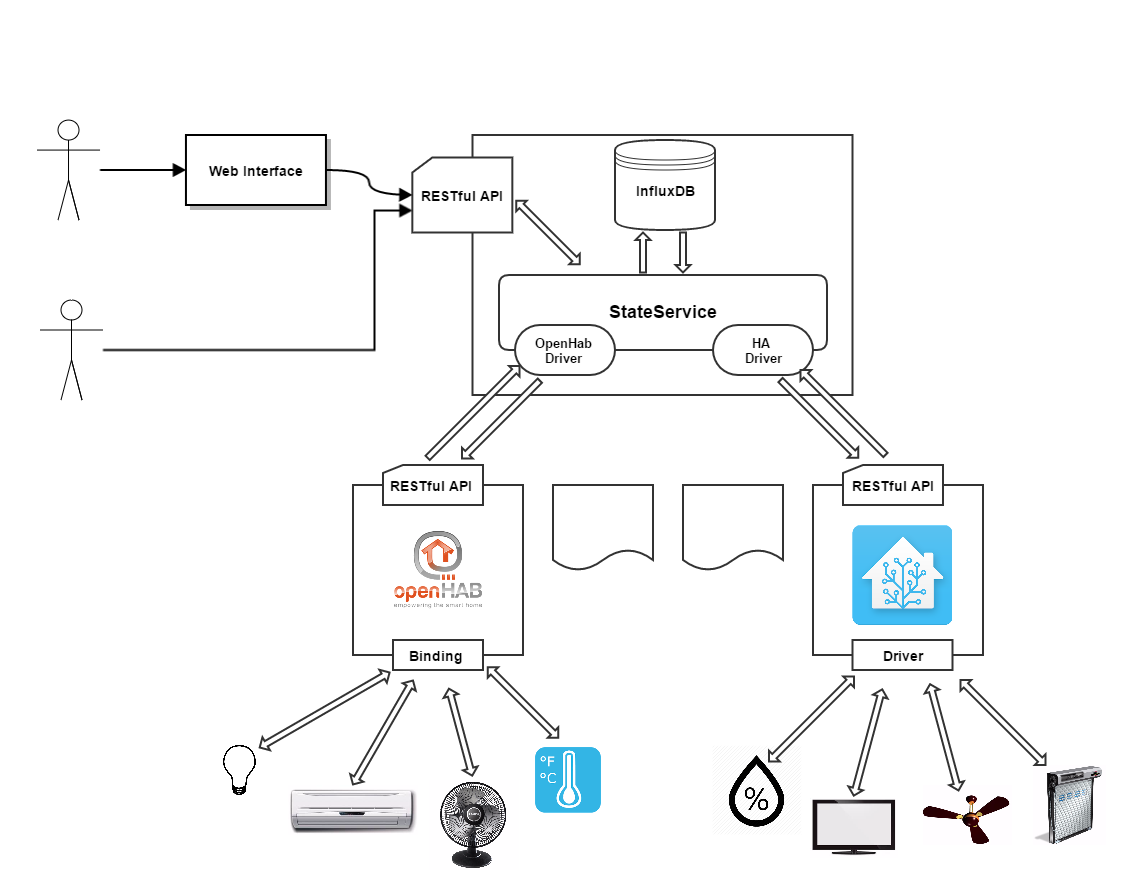 Web Interface
RESTful API
InfluxDB
StateService
OpenHab
Driver
HA
Driver
RESTful API
RESTful API
openHAB
empowering the smart home
Binding
Driver
°F
°C
%